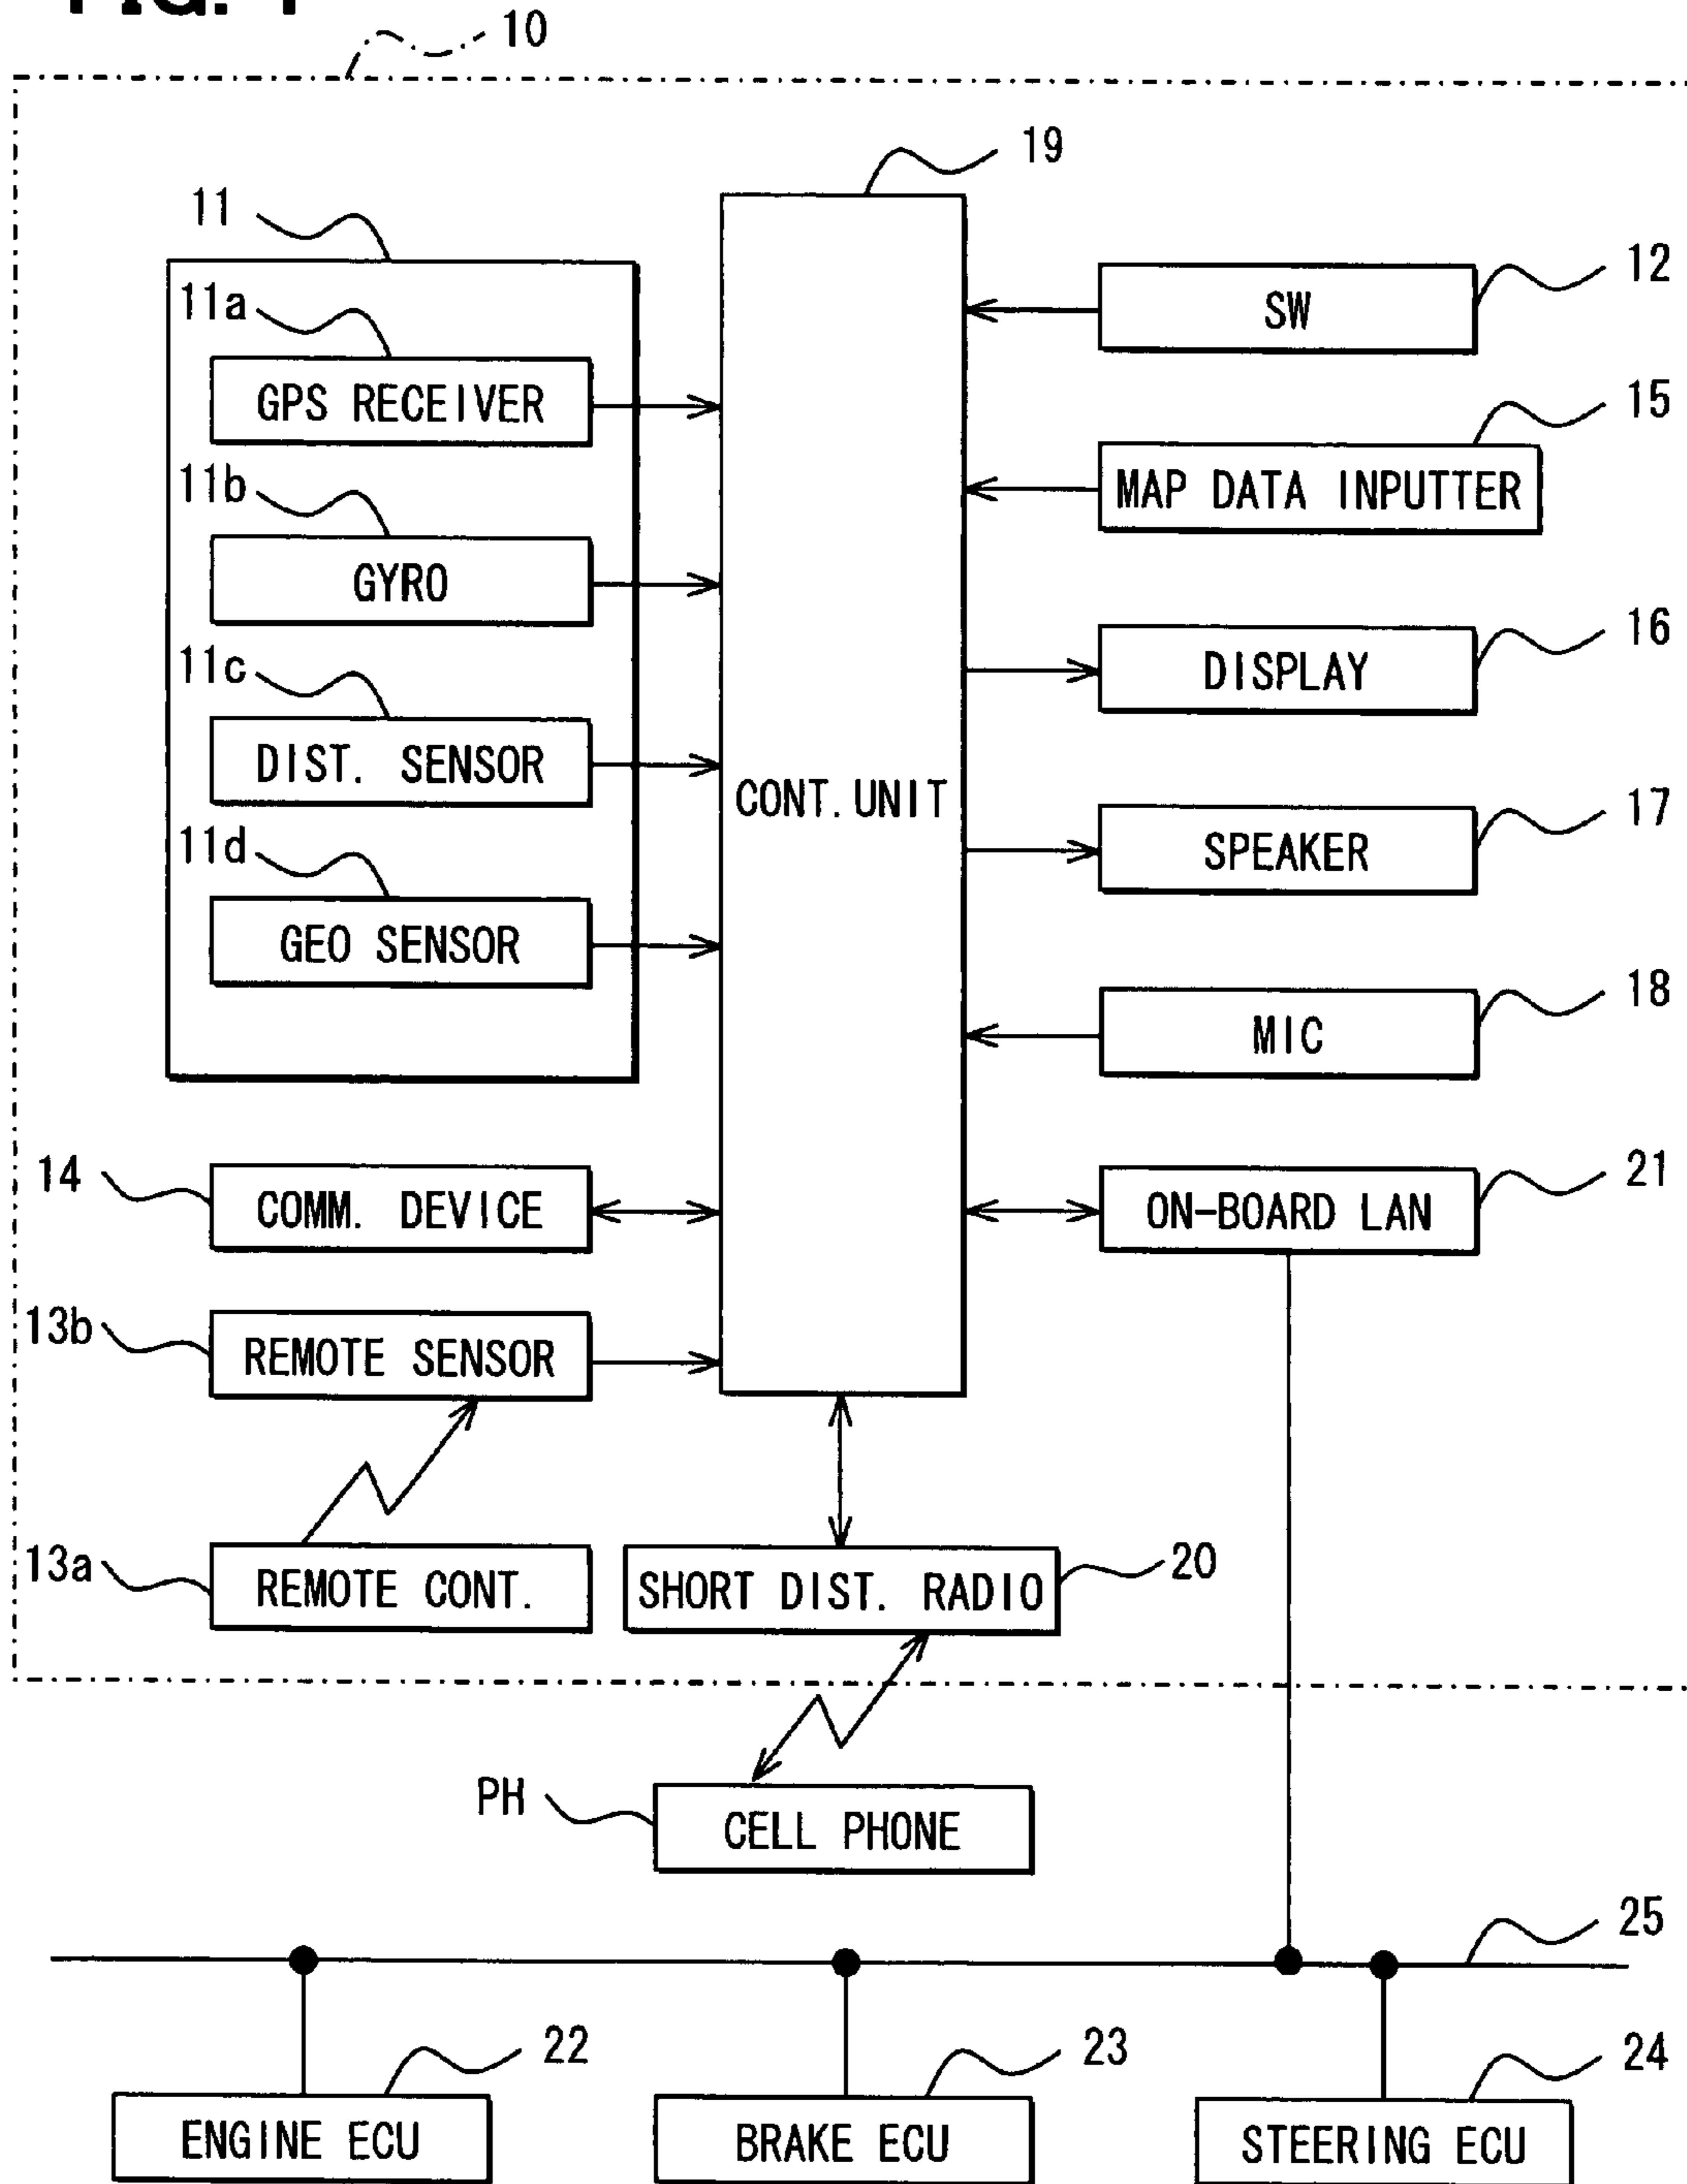 FIG. 1
10
19
11
12
11a
SW
GPS RECEIVER
15
11b
MAP DATA INPUTTER
GYRO
16
11c
DISPLAY
DIST. SENSOR
CONT. UNIT
17
11d
SPEAKER
GEO SENSOR
18
MIC
14
COMM. DEVICE
21
ON-BOARD LAN
13b
REMOTE SENSOR
13a
REMOTE CONT.
20
SHORT DIST. RADIO
PH
CELL PHONE
25
22
23
24
ENGINE ECU
BRAKE ECU
STEERING ECU